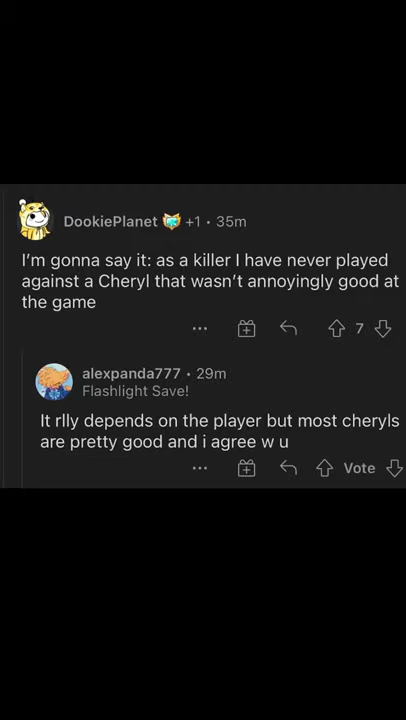 DookiePlanet +1 • 35m
I'm gonna say it: as a killer I have never played
against a Cheryl that wasn't annoyingly good at
the game
7
alexpanda777 • 29m
Flashlight Save!
It rlly depends on the player but most cheryls
are pretty good and i agree w u
Vote